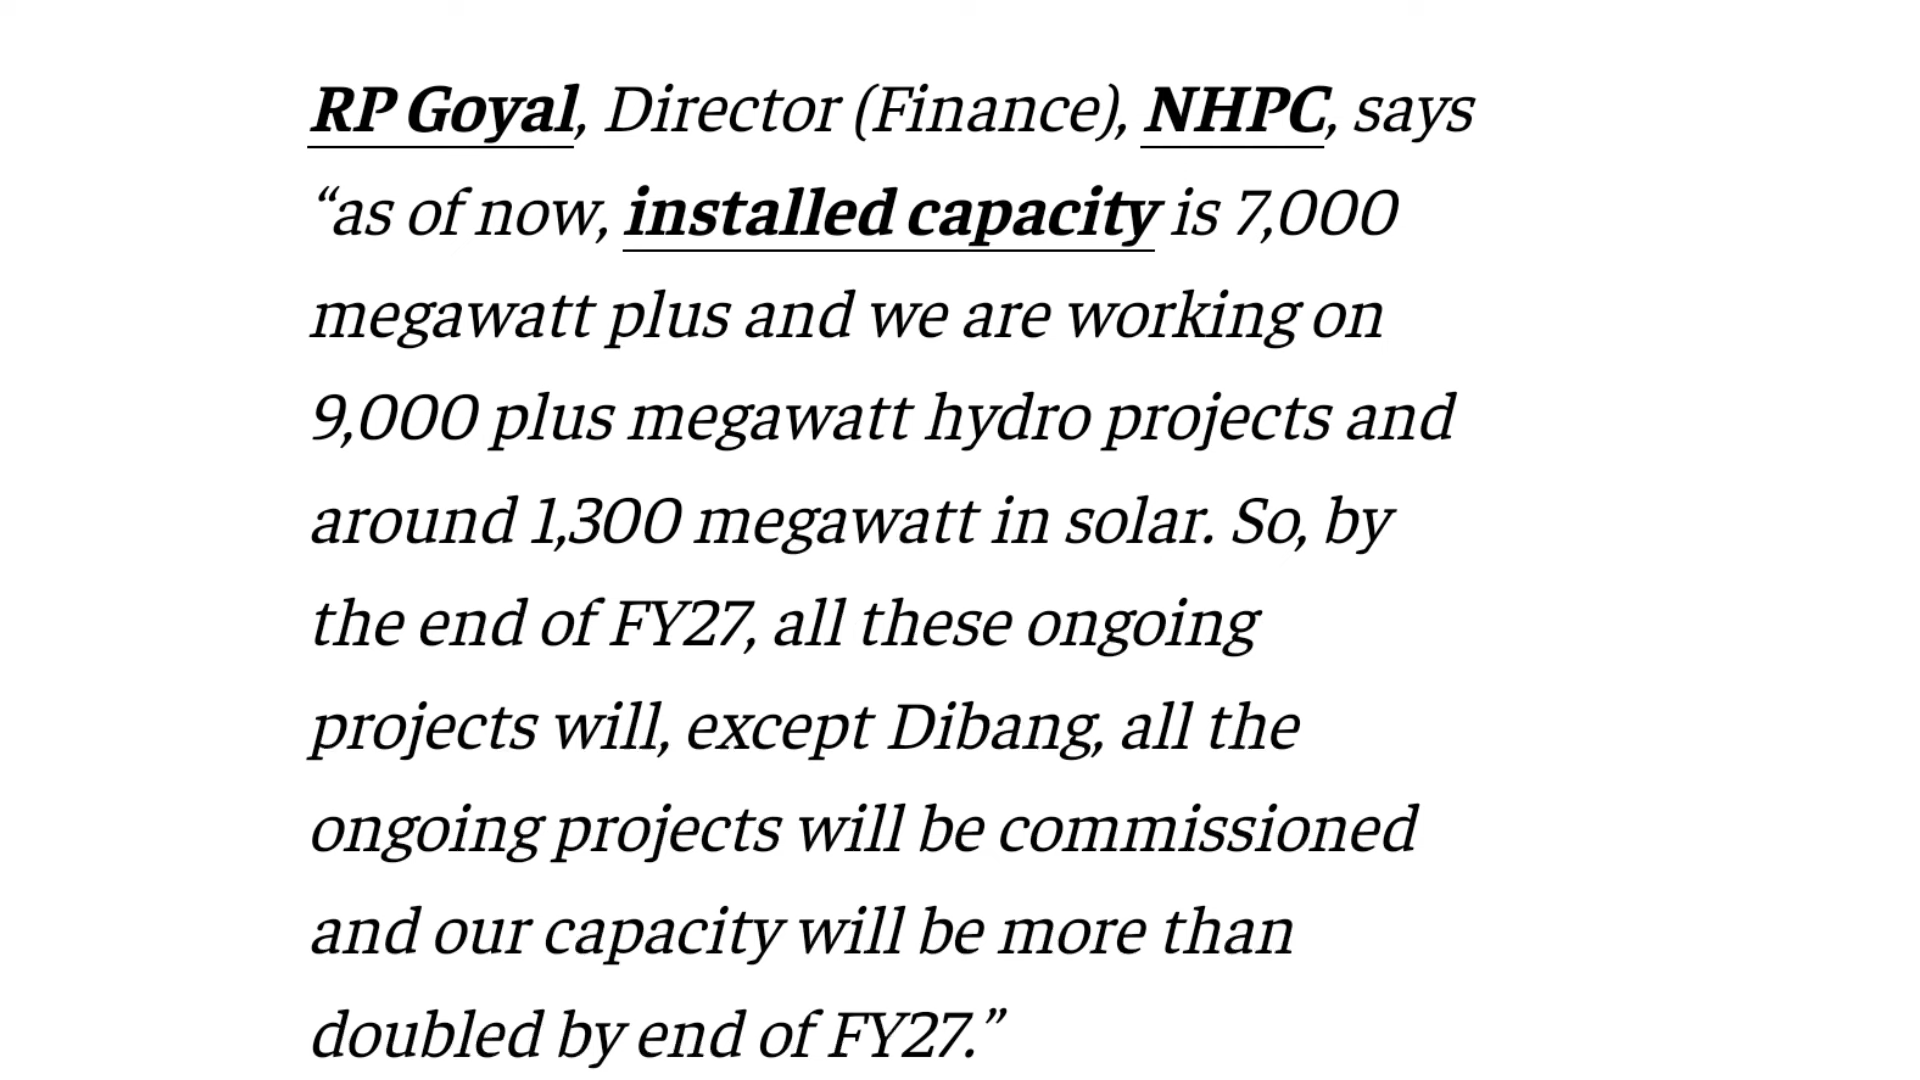 RP Goyal, Director (Finance), NHPC, says
“as of now, installed capacity is 7,000
megawatt plus and we are working on
9,000 plus megawatt hydro projects and
around 1,300 megawatt in solar. So, by
the end of FY27, all these ongoing
projects will, except Dibang, all the
ongoing projects will be commissioned
and our capacity will be more than
doubled by end of FY27.”